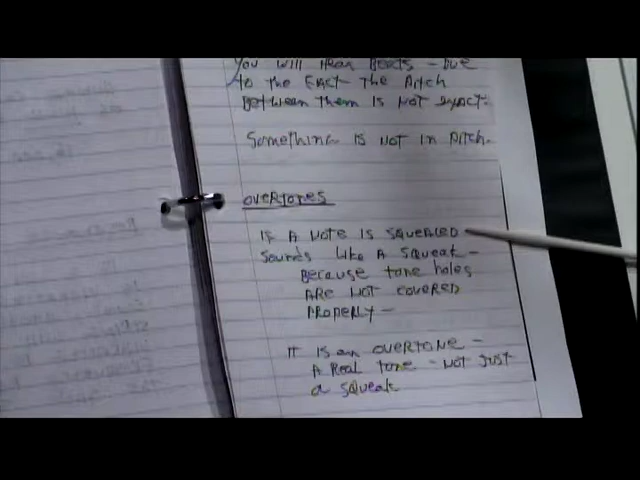 You will Hear Beats - Due
to the Exact the Pitch
Between them is Not exact.
Something is Not in Pitch.
OVERTONES
If A Note is SQUEALED
Sounds Like A Squeak -
Because tone holes
ARE NOT COVERED
PROPERLY -
IT IS an OVERTONE -
A Real tone - Not Just
a Squeak